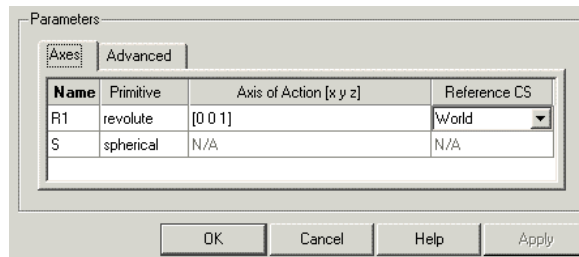 Parameters
Axes Advanced
Name Primitive Axis of Action [x y z] Reference CS
R1 revolute [0 0 1] World
S spherical N/A N/A
OK Cancel Help Apply